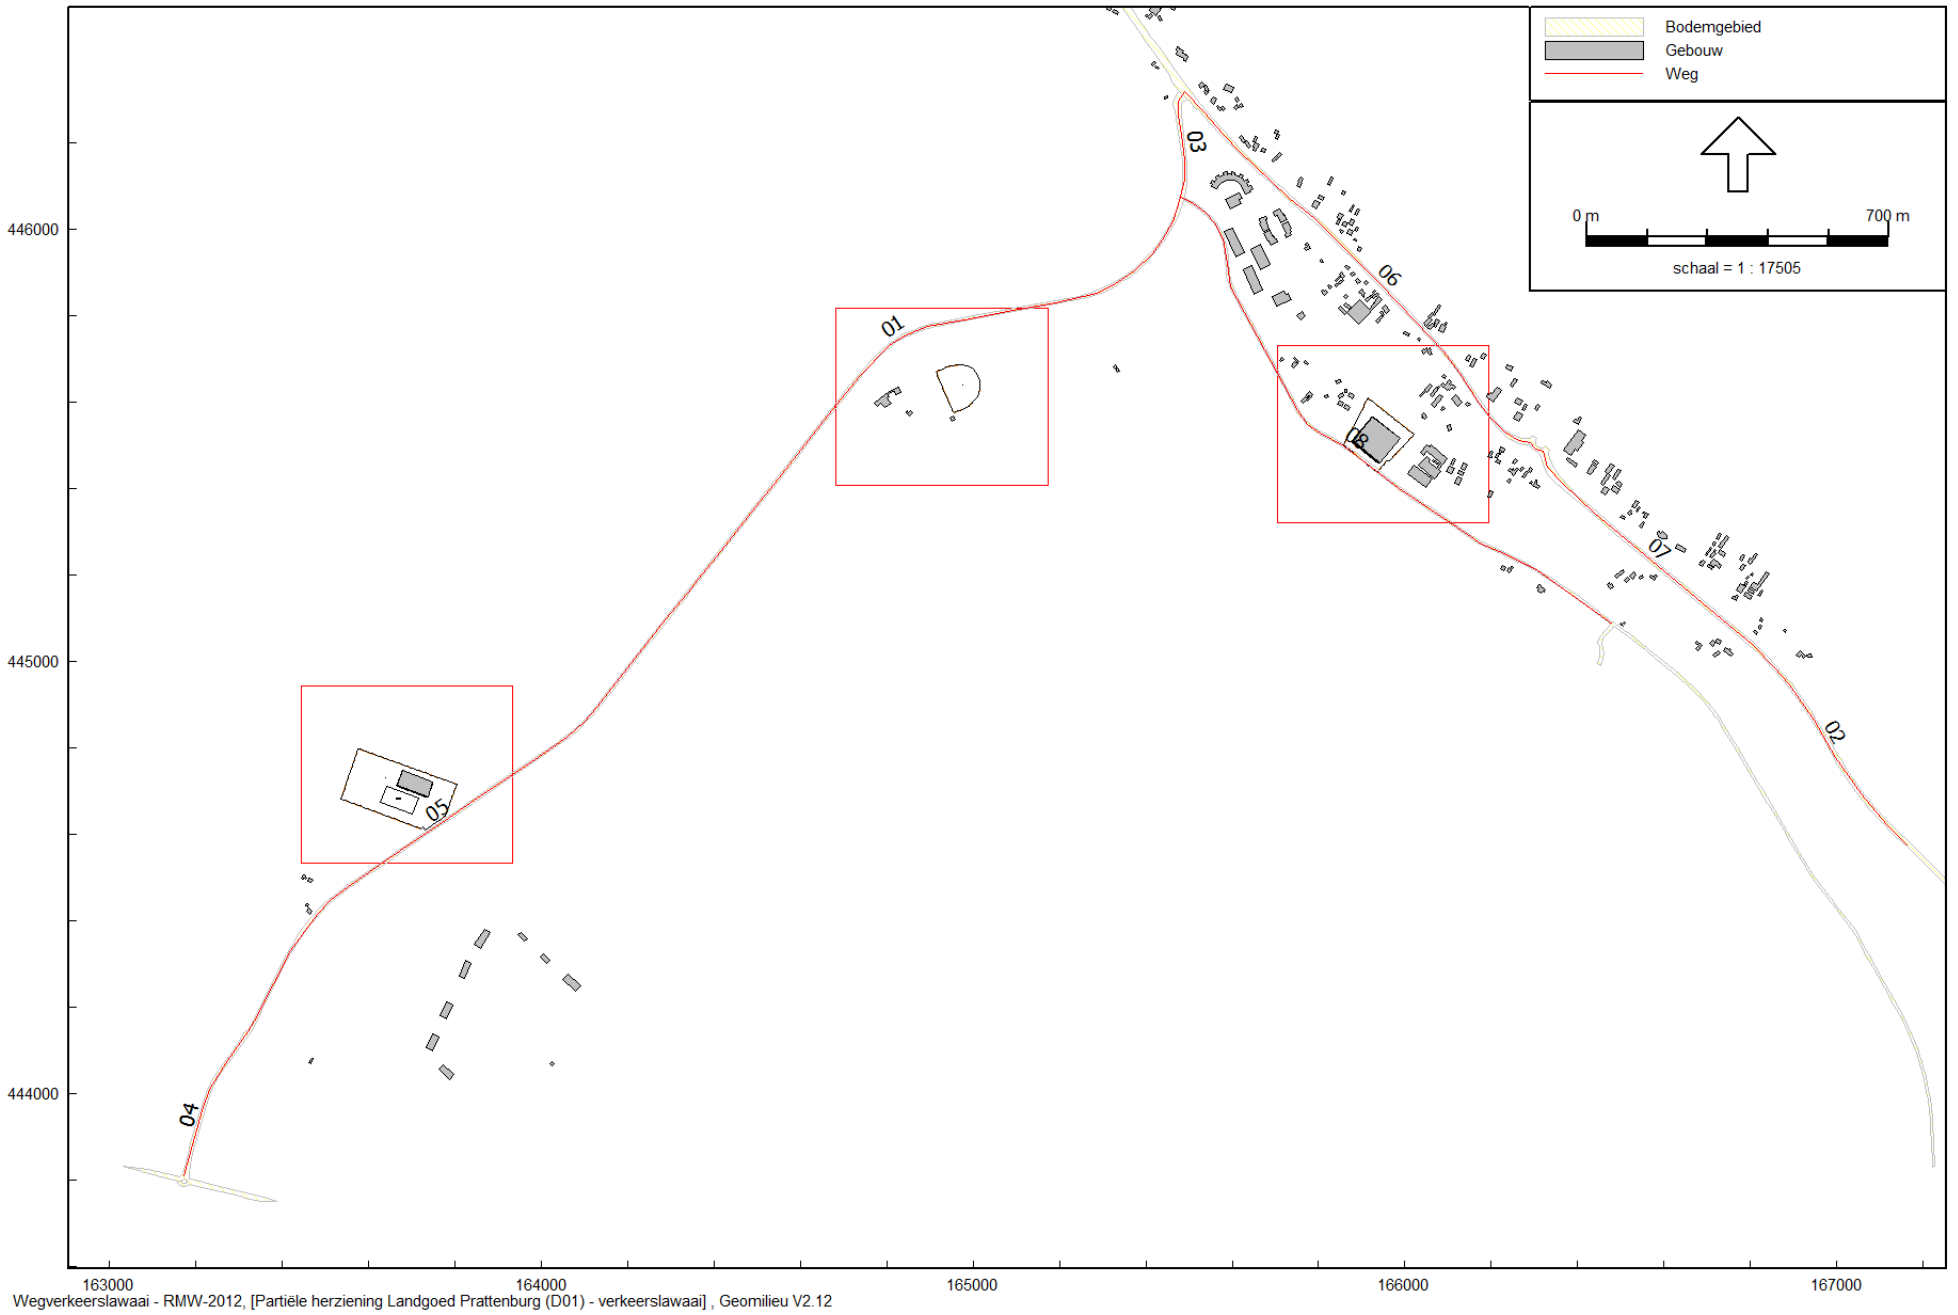 Bodemgebied
Gebouw
Weg
0 m 700 m
schaal = 1 : 17505
03
446000
06
01
08
07
445000
02
05
444000
04
163000 164000 165000 166000 167000
Wegverkeerslawaai - RMW-2012, [Partiële herziening Landgoed Prattenburg (D01) - verkeerslawaai] , Geomilieu V2.12